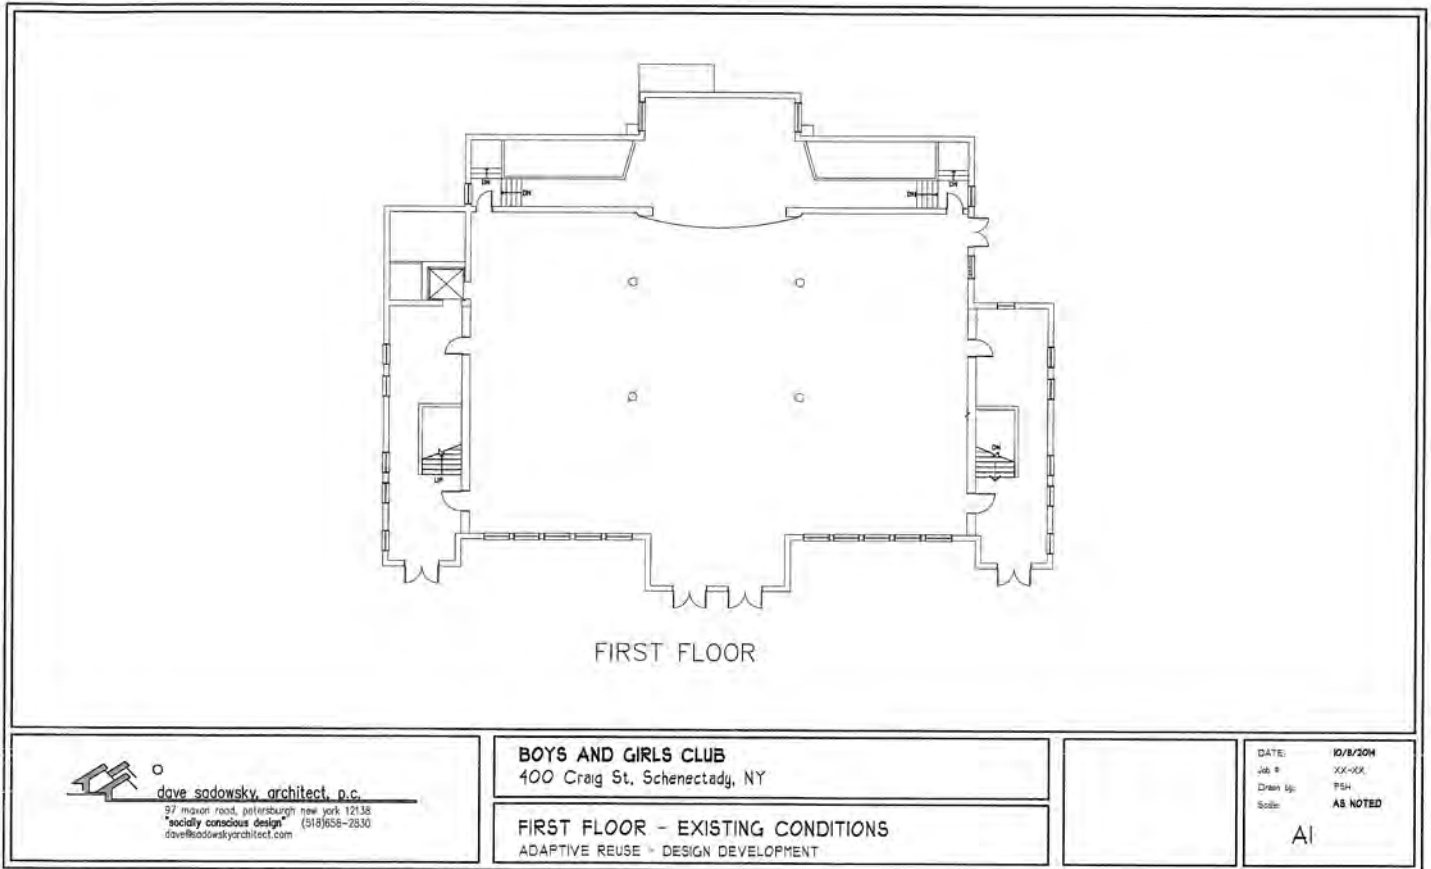 DN
DN
DN
DN
UP
DN
FIRST FLOOR
dave sadowsky, architect, p.c.
97 maxon road, petersburgh new york 12138
"socially conscious design" (518)658-2830
dave@sadowskyarchitect.com
BOYS AND GIRLS CLUB
400 Craig St, Schenectady, NY
FIRST FLOOR - EXISTING CONDITIONS
ADAPTIVE REUSE - DESIGN DEVELOPMENT
DATE: 10/8/2014
Job # XX-XX
Drawn by: PSH
Scale: AS NOTED
A1